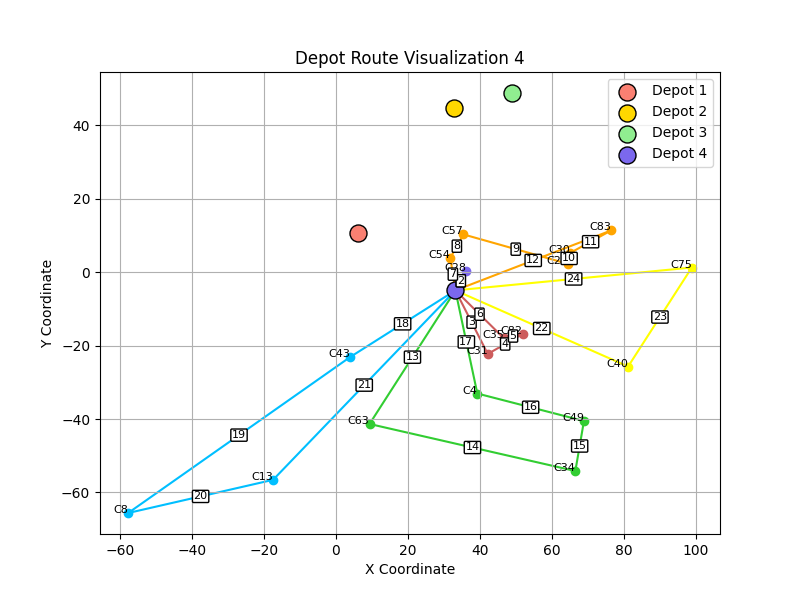 Depot Route Visualization 4
Depot 1
Depot 2
Depot 3
Depot 4
Y Coordinate
40
20
0
−20
−40
−60
C57
C83
C54
C30
C28
C75
C43
C35
C31
C40
C4
C49
C63
C34
C13
C8
2
3
4
5
6
7
8
9
10
11
12
13
14
15
16
17
18
19
20
21
22
23
24
−60
−40
−20
0
20
40
60
80
100
X Coordinate